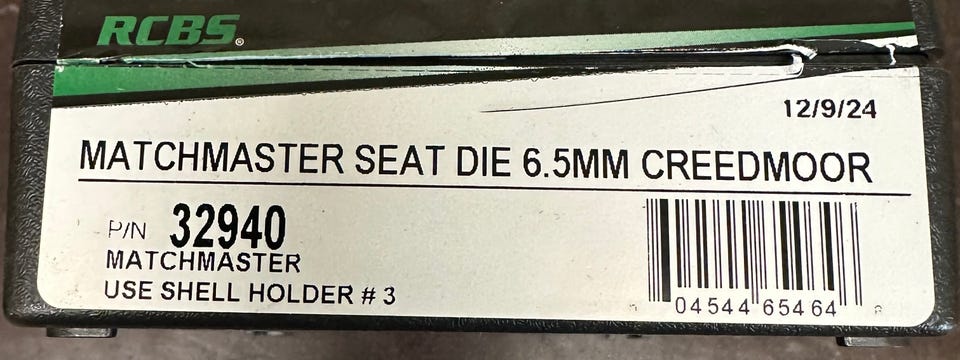 RCBS®
12/9/24
MATCHMASTER SEAT DIE 6.5MM CREEDMOOR
P/N 32940
MATCHMASTER
USE SHELL HOLDER # 3
04544 65464